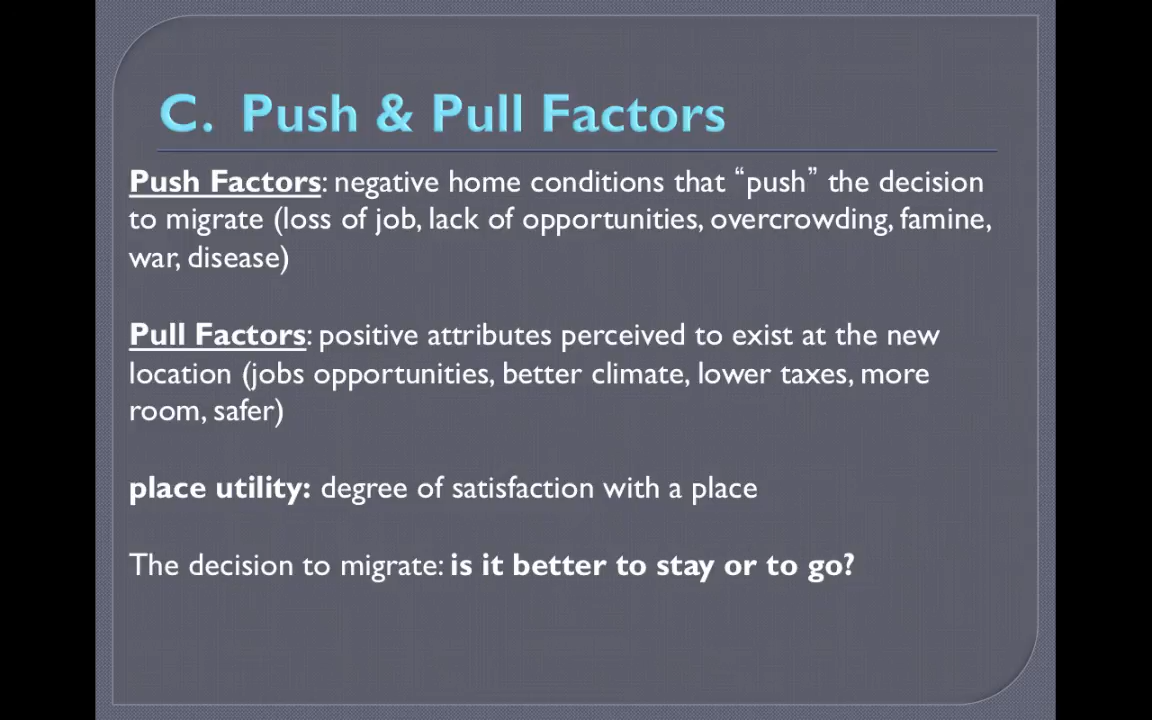 C. Push & Pull Factors
Push Factors: negative home conditions that “push” the decision
to migrate (loss of job, lack of opportunities, overcrowding, famine,
war, disease)
Pull Factors: positive attributes perceived to exist at the new
location (jobs opportunities, better climate, lower taxes, more
room, safer)
place utility: degree of satisfaction with a place
The decision to migrate: is it better to stay or to go?